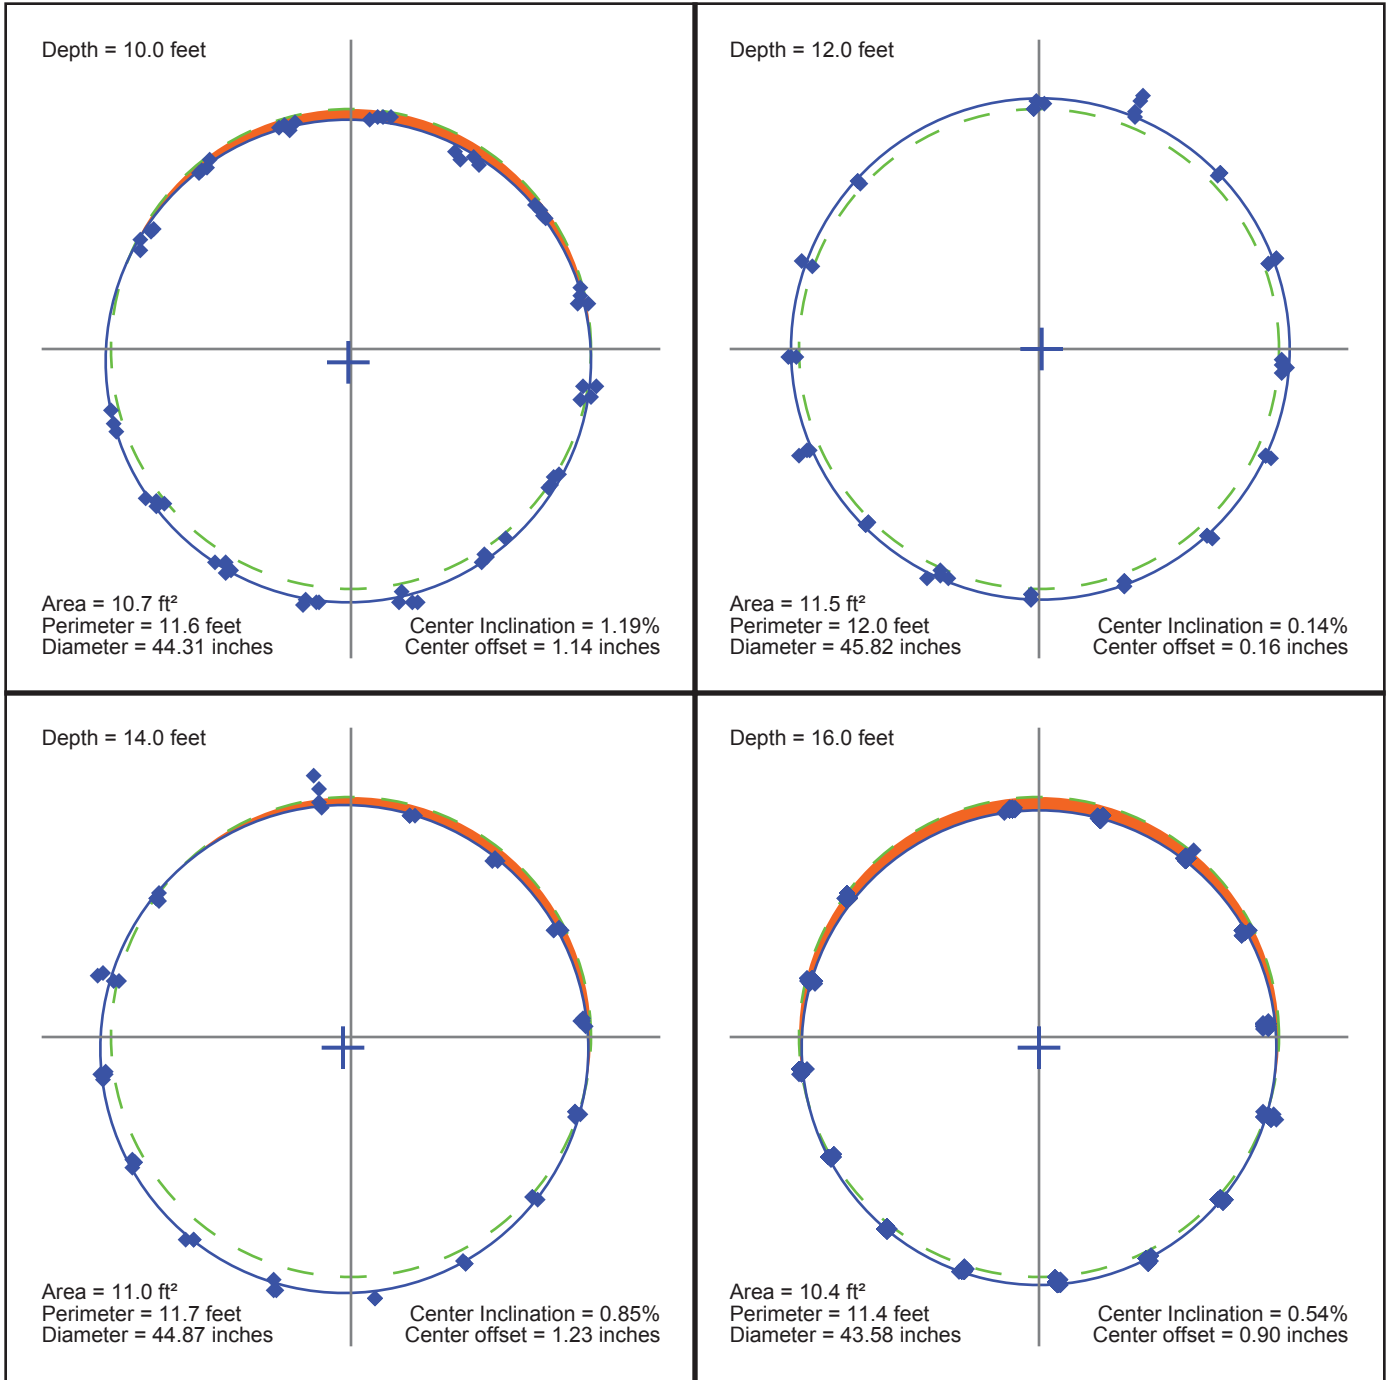 Depth = 10.0 feet
Area = 10.7 ft²
Perimeter = 11.6 feet
Diameter = 44.31 inches
Center Inclination = 1.19%
Center offset = 1.14 inches
Depth = 12.0 feet
Area = 11.5 ft²
Perimeter = 12.0 feet
Diameter = 45.82 inches
Center Inclination = 0.14%
Center offset = 0.16 inches
Depth = 14.0 feet
Area = 11.0 ft²
Perimeter = 11.7 feet
Diameter = 44.87 inches
Center Inclination = 0.85%
Center offset = 1.23 inches
Depth = 16.0 feet
Area = 10.4 ft²
Perimeter = 11.4 feet
Diameter = 43.58 inches
Center Inclination = 0.54%
Center offset = 0.90 inches